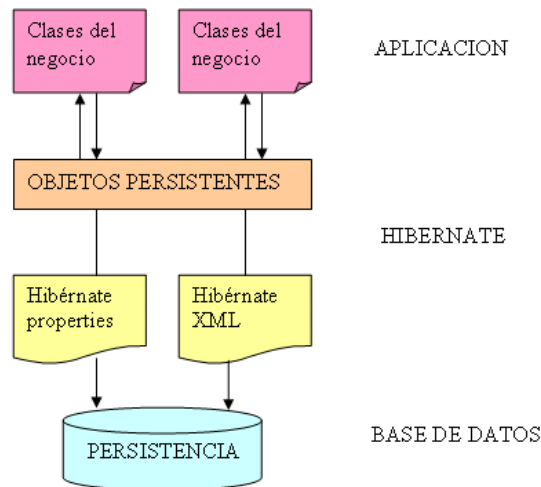 Clases del
negocio
Clases del
negocio
APLICACION
OBJETOS PERSISTENTES
HIBERNATE
Hibérnate
properties
Hibérnate
XML
BASE DE DATOS
PERSISTENCIA